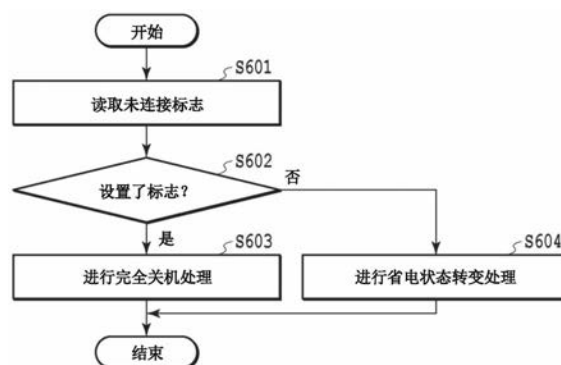 开始
S601
读取未连接标志
S602
设置了标志?
否
是
S603
进行完全关机处理
S604
进行省电状态转变处理
结束